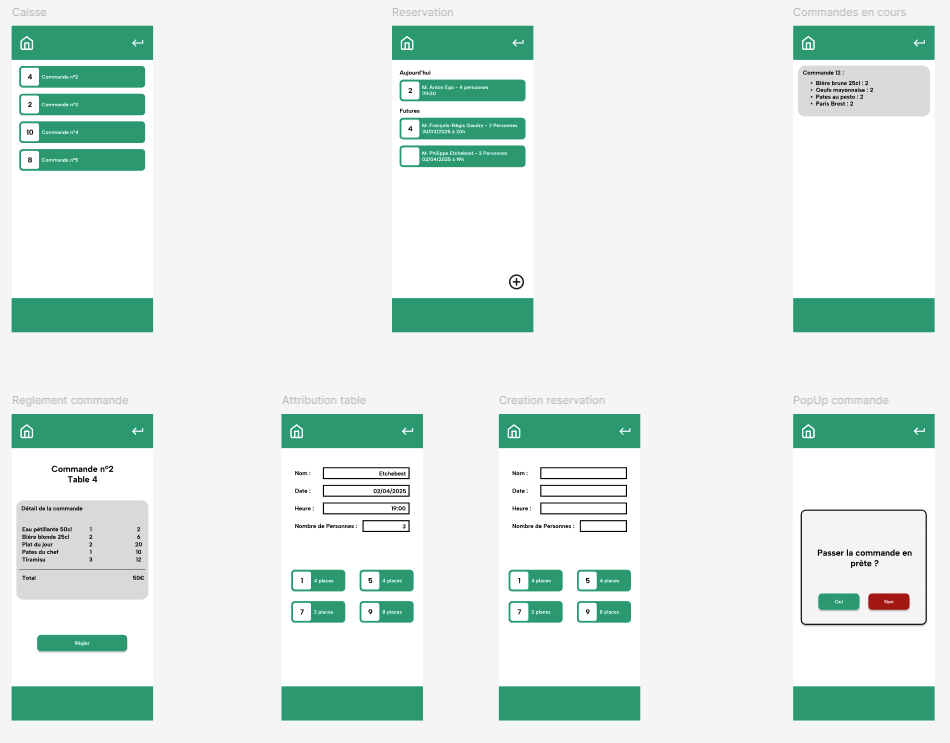 Caisse
4 Commande n°2
2 Commande n°3
10 Commande n°4
8 Commande n°5
Reservation
Aujourd'hui
2 M. Anton Ego - 4 personnes
19h30
Futures
4 M. François-Régis Gaudry - 2 Personnes
30/03/2025 à 20h
M. Philippe Etchebest - 3 Personnes
02/04/2025 à 19h
Commandes en cours
Commande 12 :
• Bière brune 25cl : 2
• Oeufs mayonnaise : 2
• Pates au pesto : 2
• Paris Brest : 2
Reglement commande
Commande n°2
Table 4
Détail de la commande
Eau pétillante 50cl 1 2
Bière blonde 25cl 2 6
Plat du jour 2 20
Pates du chef 1 10
Tiramisu 3 12
Total 50€
Régler
Attribution table
Nom : Etchebest
Date : 02/04/2025
Heure : 19:00
Nombre de Personnes : 3
1 4 places
5 4 places
7 2 places
9 8 places
Creation reservation
Nom :
Date :
Heure :
Nombre de Personnes :
1 4 places
5 4 places
7 2 places
9 8 places
PopUp commande
Passer la commande en
prête ?
Oui
Non